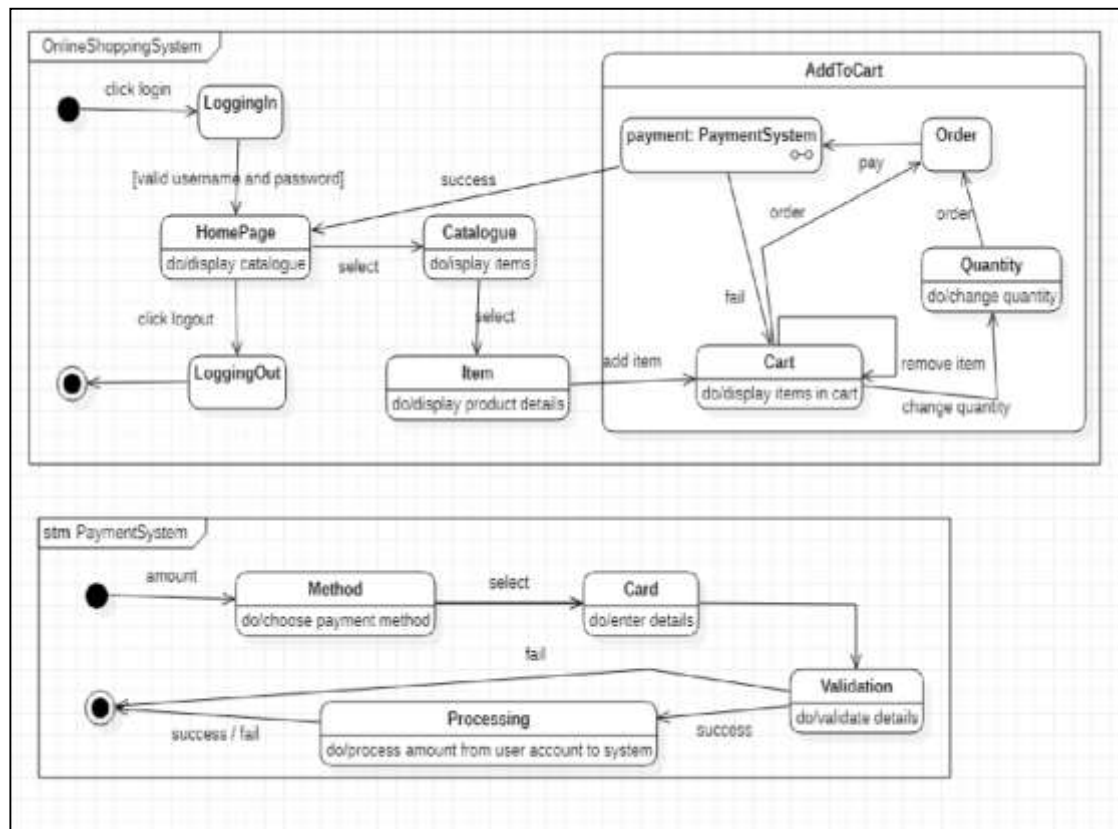 OnlineShoppingSystem
AddToCart
click login
LoggingIn
payment: PaymentSystem
Order
pay
[valid username and password]
success
order
order
HomePage
do/display catalogue
select
Catalogue
do/isplay items
Quantity
do/change quantity
click logout
select
fail
LoggingOut
Item
do/display product details
add item
Cart
do/display items in cart
remove item
change quantity
stm PaymentSystem
amount
Method
do/choose payment method
select
Card
do/enter details
fail
Validation
do/validate details
success / fail
Processing
do/process amount from user account to system
success